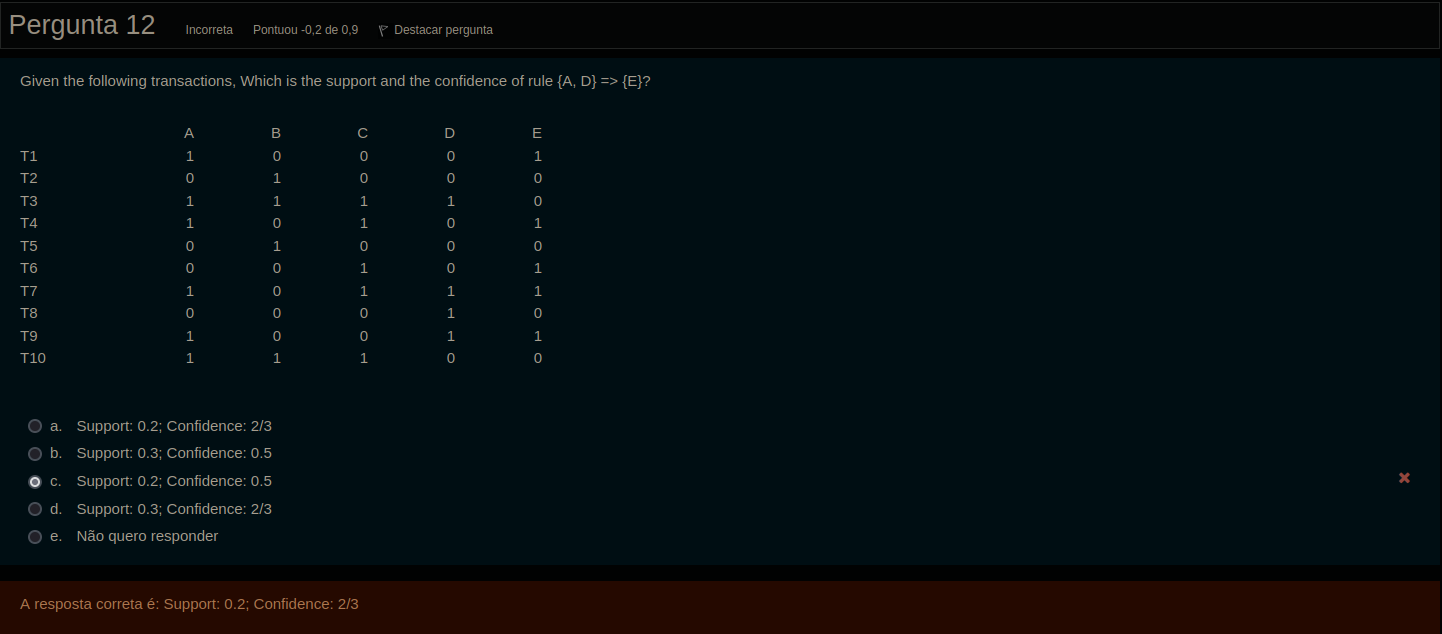 Pergunta 12 Incorreta Pontuou -0,2 de 0,9 Destacar pergunta
Given the following transactions, Which is the support and the confidence of rule {A, D} => {E}?
A B C D E
T1 1 0 0 0 1
T2 0 1 0 0 0
T3 1 1 1 1 0
T4 1 0 1 0 1
T5 0 1 0 0 0
T6 0 0 1 0 1
T7 1 0 1 1 1
T8 0 0 0 1 0
T9 1 0 0 1 1
T10 1 1 1 0 0
a. Support: 0.2; Confidence: 2/3
b. Support: 0.3; Confidence: 0.5
c. Support: 0.2; Confidence: 0.5
d. Support: 0.3; Confidence: 2/3
e. Não quero responder
A resposta correta é: Support: 0.2; Confidence: 2/3